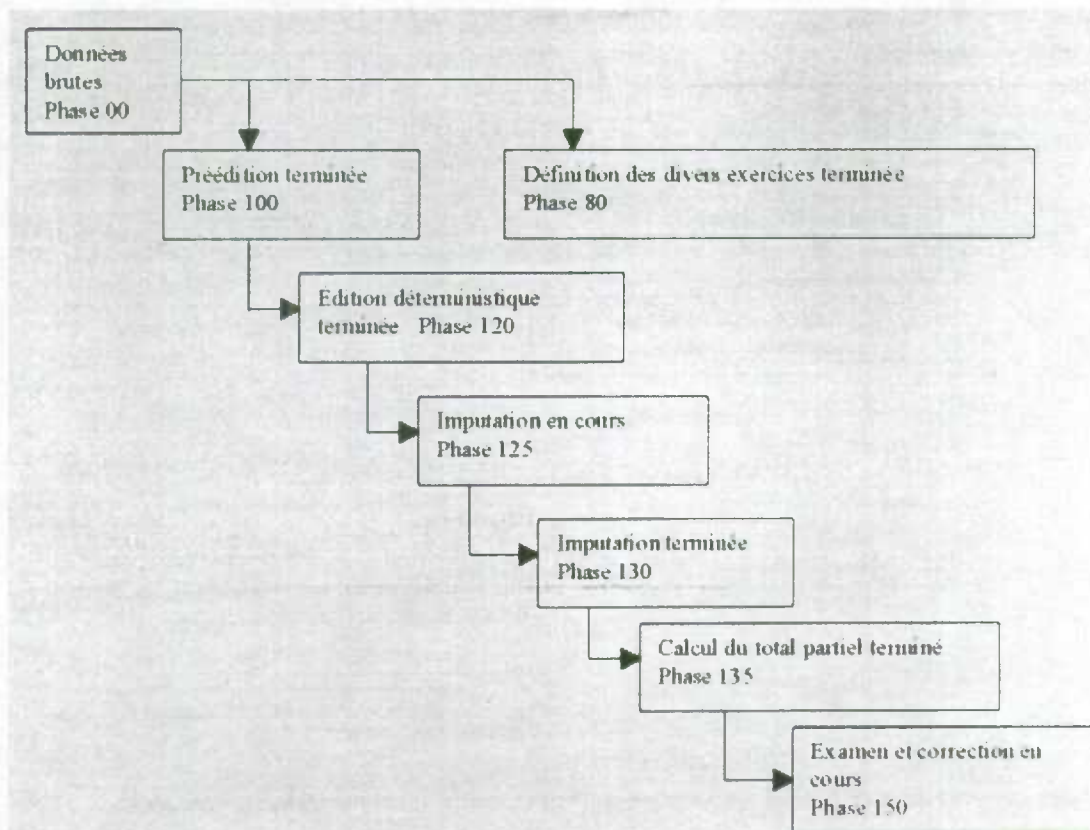 Données
brutes
Phase 00
Préédition terminée
Phase 100
Définition des divers exercices terminée
Phase 80
Edition déterministique
terminée Phase 120
Imputation en cours
Phase 125
Imputation terminée
Phase 130
Calcul du total partiel terminé
Phase 135
Examen et correction en
cours
Phase 150